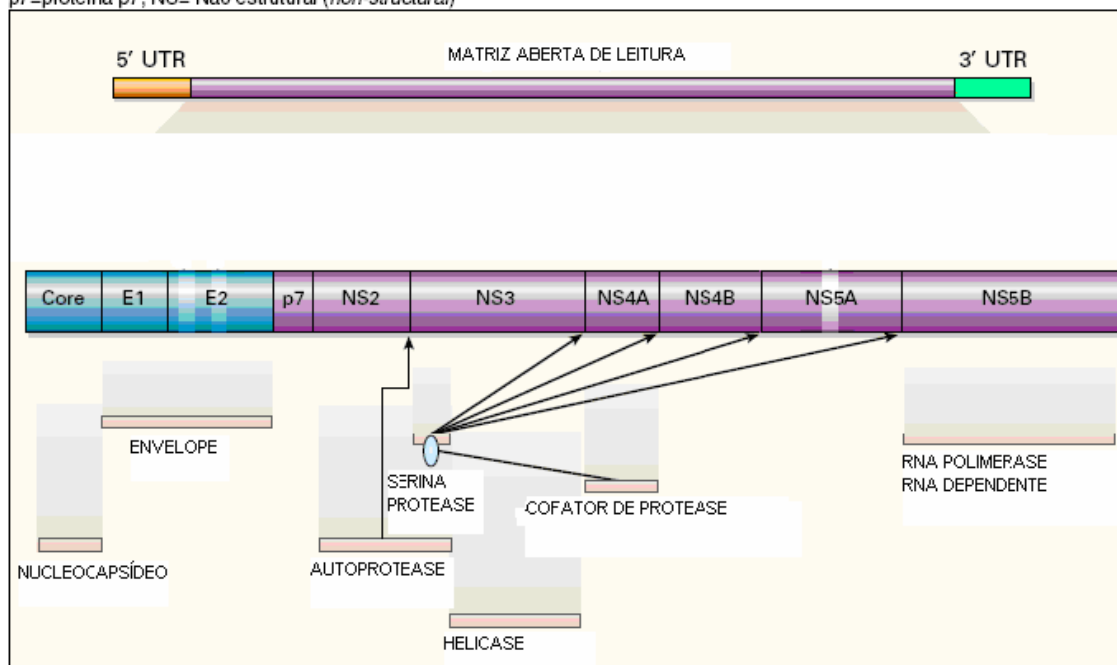 p7=proteína p7; NS= Não estrutural (non-structural)
MATRIZ ABERTA DE LEITURA
5′ UTR
3′ UTR
Core E1 E2 p7 NS2 NS3 NS4A NS4B NS5A NS5B
ENVELOPE
SERINA
PROTEASE
COFATOR DE PROTEASE
RNA POLIMERASE
RNA DEPENDENTE
NUCLEOCAPSÍDEO
AUTOPROTEASE
HELICASE